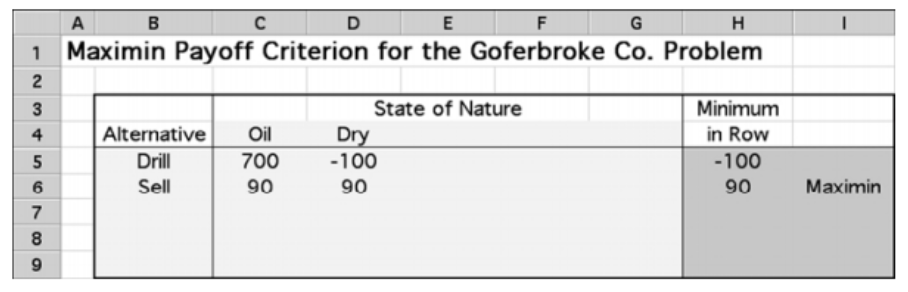 A B C D E F G H I
1 Maximin Payoff Criterion for the Goferbroke Co. Problem
2
3 State of Nature Minimum
4 Alternative Oil Dry in Row
5 Drill 700 -100 -100
6 Sell 90 90 90 Maximin
7
8
9